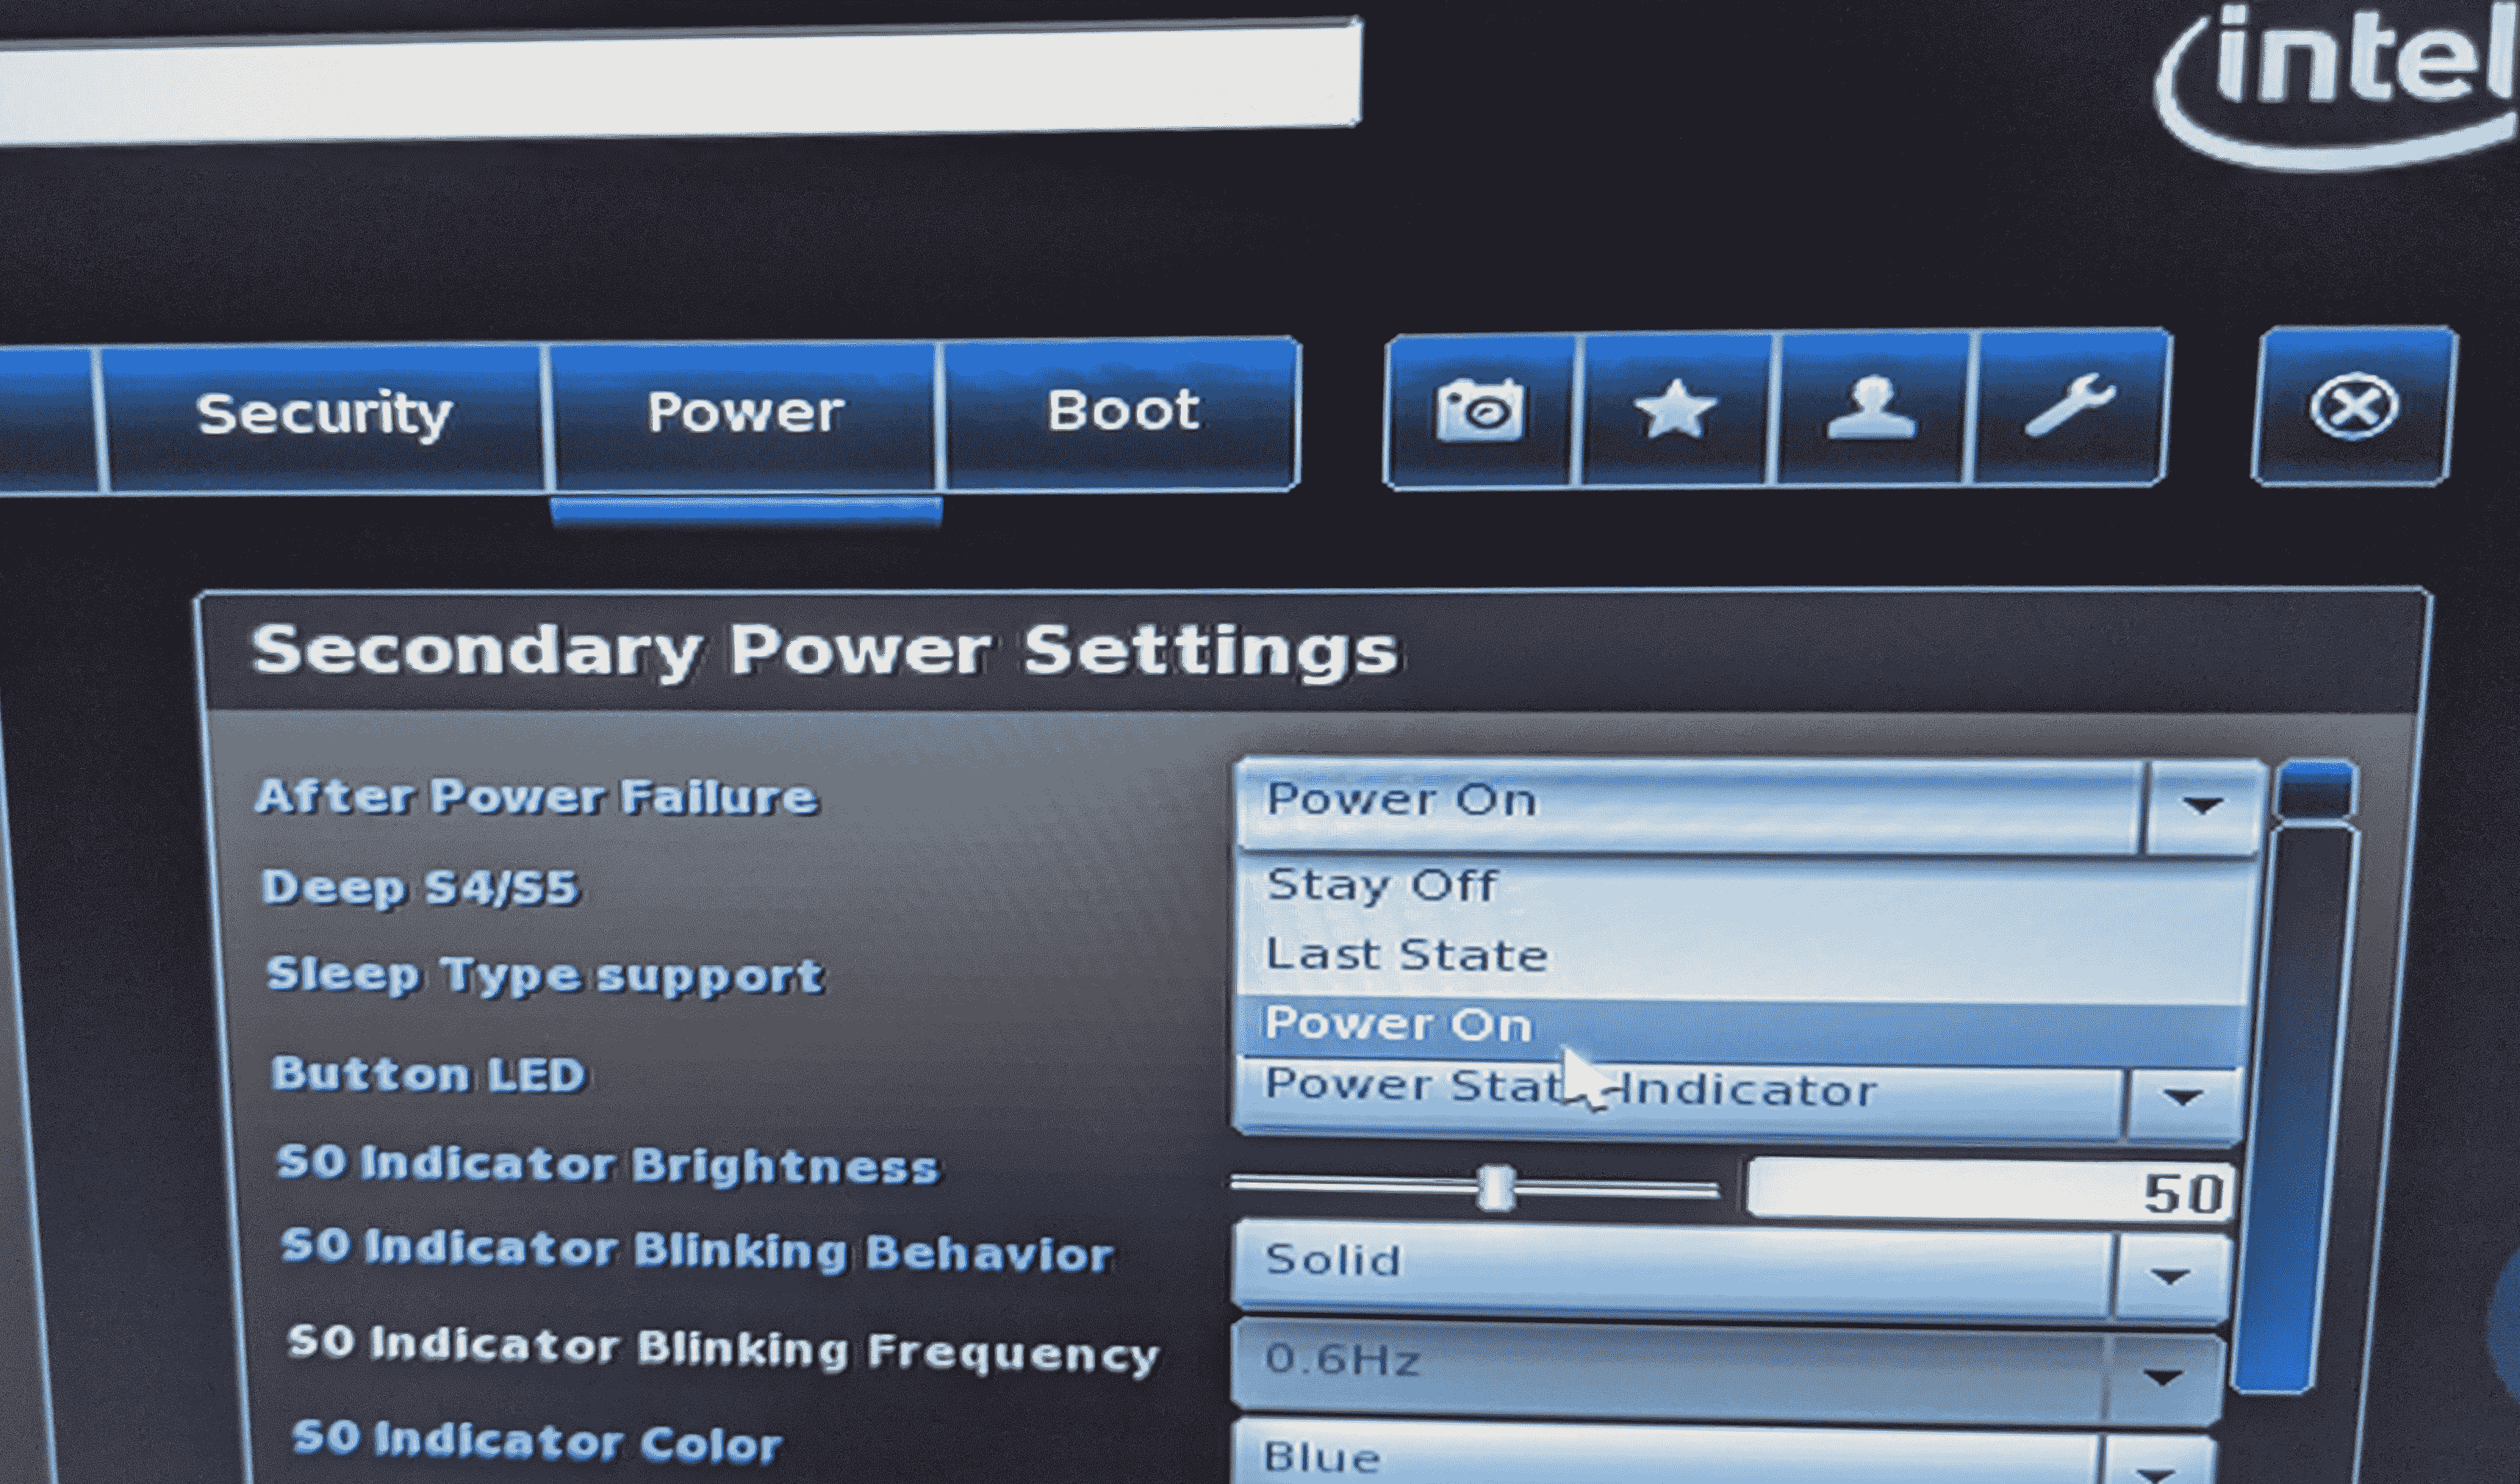 intel
Security Power Boot
Secondary Power Settings
After Power Failure Power On
Stay Off
Deep S4/S5
Last State
Sleep Type support
Power On
Button LED Indicator
S0 Indicator Brightness 50
S0 Indicator Blinking Behavior Solid
S0 Indicator Blinking Frequency 0.6Hz
S0 Indicator Color Blue